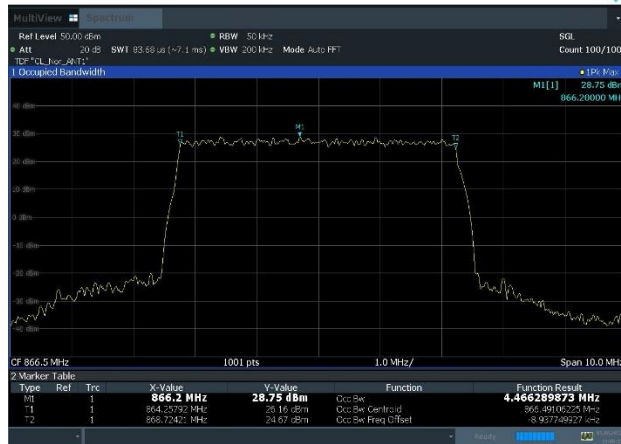 MultiView Spectrum
Ref Level 50.00 dBm RBW 50 kHz SGL
Att 20 dB SWT 83.68 µs (~7.1 ms) VBW 200 kHz Mode Auto FFT Count 100/100
TDF "CL_Nor_ANT1"
1 Occupied Bandwidth 1Pk Max
M1[1] 28.75 dBm
866.20000 MHz
40 dBm
30 dBm
T1 M1 T2
20 dBm
10 dBm
0 dBm
-10 dBm
-20 dBm
-30 dBm
-40 dBm
CF 866.5 MHz 1001 pts 1.0 MHz/ Span 10.0 MHz
2 Marker Table
Type Ref Trc X-Value Y-Value Function Function Result
M1 1 866.2 MHz 28.75 dBm Occ Bw 4.466289873 MHz
T1 1 864.25792 MHz 26.16 dBm Occ Bw Centroid 866.49106225 MHz
T2 1 868.72421 MHz 24.67 dBm Occ Bw Freq Offset -8.937749927 kHz
Ready